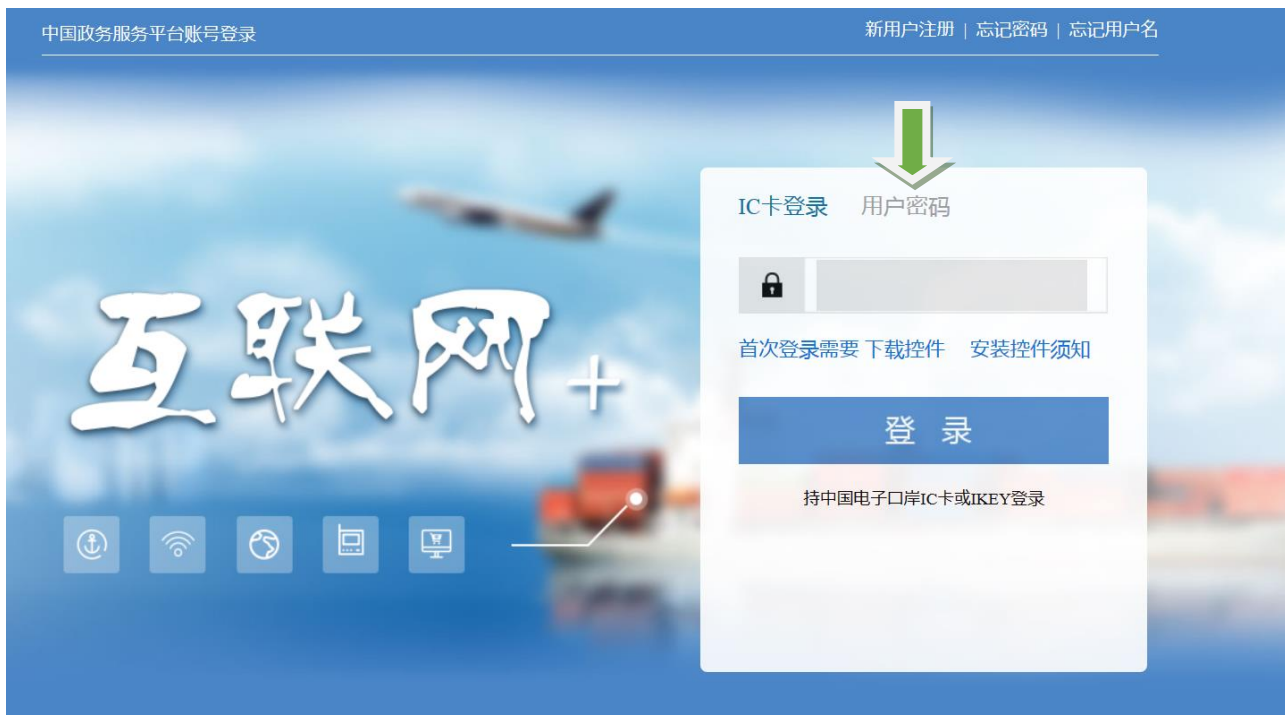 中国政务服务平台账号登录
新用户注册 | 忘记密码 | 忘记用户名
互联网+
IC卡登录 用户密码
首次登录需要 下载控件 安装控件须知
登 录
持中国电子口岸IC卡或IKEY登录